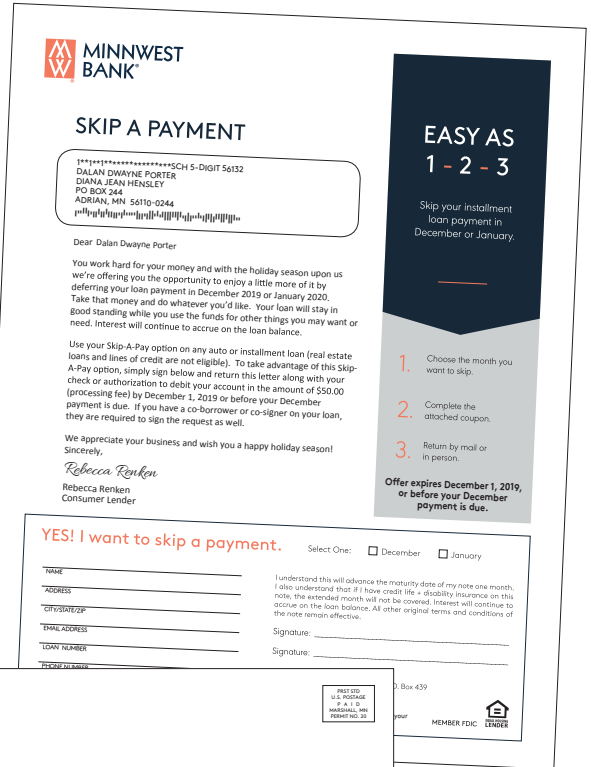 MINNWEST
BANK®
SKIP A PAYMENT
1**1**1******************SCH 5-DIGIT 56132
DALAN DWAYNE PORTER
DIANA JEAN HENSLEY
PO BOX 244
ADRIAN, MN  56110-0244
Dear  Dalan Dwayne Porter
You work hard for your money and with the holiday season upon us
we're offering you the opportunity to enjoy a little more of it by
deferring your loan payment in December 2019 or January 2020.
Take that money and do whatever you'd like.  Your loan will stay in
good standing while you use the funds for other things you may want or
need. Interest will continue to accrue on the loan balance.
Use your Skip-A-Pay option on any auto or installment loan (real estate
loans and lines of credit are not eligible).  To take advantage of this Skip-
A-Pay option, simply sign below and return this letter along with your
check or authorization to debit your account in the amount of $50.00
(processing fee) by December 1, 2019 or before your December
payment is due.  If you have a co-borrower or co-signer on your loan,
they are required to sign the request as well.
We appreciate your business and wish you a happy holiday season!
Sincerely,
Rebecca Renken
Rebecca Renken
Consumer Lender
EASY AS
1 - 2 - 3
Skip your installment
loan payment in
December or January.
1. Choose the month you
want to skip.
2. Complete the
attached coupon.
3. Return by mail or
in person.
Offer expires December 1, 2019,
or before your December
payment is due.
YES! I want to skip a payment.
Select One: December January
NAME
ADDRESS
CITY/STATE/ZIP
EMAIL ADDRESS
LOAN NUMBER
PHONE NUMBER
I understand this will advance the maturity date of my note one month.
I also understand that if I have credit life + disability insurance on this
note, the extended month will not be covered. Interest will continue to
accrue on the loan balance. All other original terms and conditions of
the note remain effective.
Signature:
Signature:
Box 439
your
MEMBER FDIC
EQUAL HOUSING
LENDER
PRST STD
U.S. POSTAGE
P A I D
MARSHALL, MN
PERMIT NO. 20